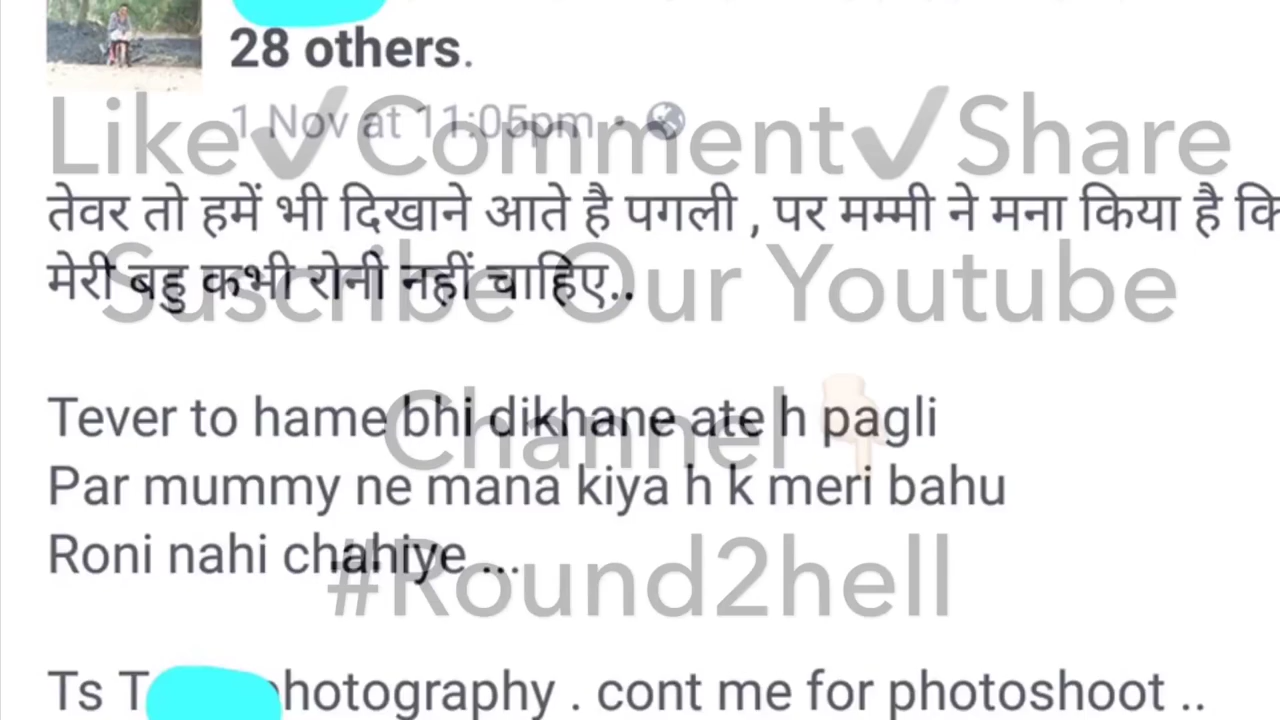 28 others.
1 Nov at 11:05pm ·
Like✔Comment✔Share
तेवर तो हमें भी दिखाने आते है पगली , पर मम्मी ने मना किया है कि
मेरी बहु कभी रोनी नहीं चाहिए..
Suscribe Our Youtube
Tever to hame bhi dikhane ate h pagli
Channel 👇🏻
Par mummy ne mana kiya h k meri bahu
Roni nahi chahiye ...
#Round2hell
Ts T hotography . cont me for photoshoot ..